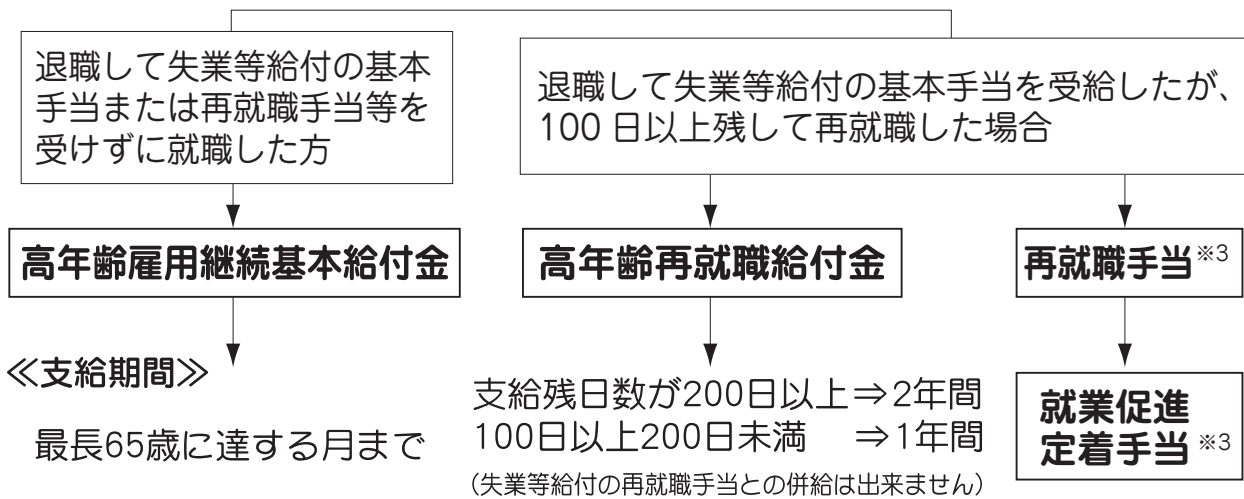 退職して失業等給付の基本
手当または再就職手当等を
受けずに就職した方
退職して失業等給付の基本手当を受給したが、
100 日以上残して再就職した場合
高年齢雇用継続基本給付金
高年齢再就職給付金
再就職手当※3
≪支給期間≫
最長65歳に達する月まで
支給残日数が200日以上⇒2年間
100日以上200日未満　⇒1年間
（失業等給付の再就職手当との併給は出来ません）
就業促進
定着手当※3